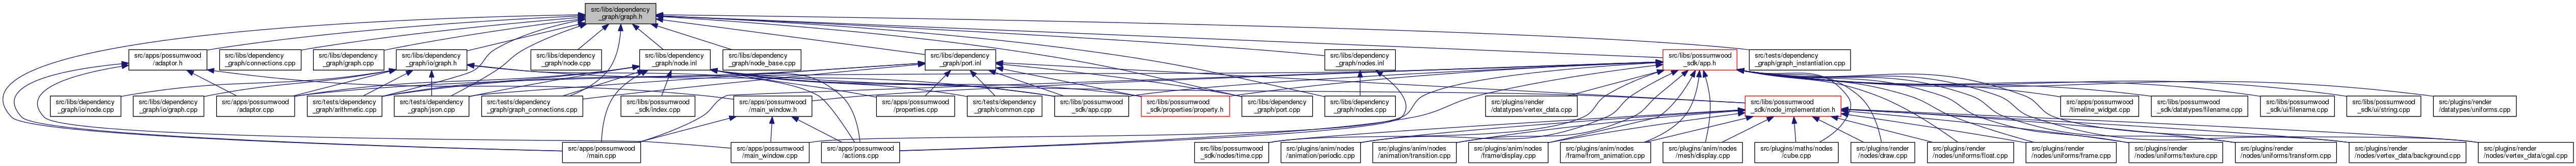 src/libs/dependency
_graph/graph.h
src/apps/possumwood
/adaptor.h
src/libs/dependency
_graph/connections.cpp
src/libs/dependency
_graph/graph.cpp
src/libs/dependency
_graph/io/graph.h
src/libs/dependency
_graph/node.cpp
src/libs/dependency
_graph/node.inl
src/libs/dependency
_graph/node_base.cpp
src/libs/dependency
_graph/port.inl
src/libs/dependency
_graph/nodes.inl
src/libs/possumwood
_sdk/app.h
src/tests/dependency
_graph/graph_instantiation.cpp
src/libs/dependency
_graph/io/node.cpp
src/libs/dependency
_graph/io/graph.cpp
src/apps/possumwood
/adaptor.cpp
src/tests/dependency
_graph/arithmetic.cpp
src/tests/dependency
_graph/json.cpp
src/tests/dependency
_graph/graph_connections.cpp
src/libs/possumwood
_sdk/index.cpp
src/apps/possumwood
/main_window.h
src/apps/possumwood
/properties.cpp
src/tests/dependency
_graph/common.cpp
src/libs/possumwood
_sdk/app.cpp
src/libs/possumwood
_sdk/properties/property.h
src/libs/dependency
_graph/port.cpp
src/libs/dependency
_graph/nodes.cpp
src/plugins/render
/datatypes/vertex_data.cpp
src/libs/possumwood
_sdk/node_implementation.h
src/apps/possumwood
/timeline_widget.cpp
src/libs/possumwood
_sdk/datatypes/filename.cpp
src/libs/possumwood
_sdk/ui/filename.cpp
src/libs/possumwood
_sdk/ui/string.cpp
src/plugins/render
/datatypes/uniforms.cpp
src/apps/possumwood
/main.cpp
src/apps/possumwood
/main_window.cpp
src/apps/possumwood
/actions.cpp
src/libs/possumwood
_sdk/nodes/time.cpp
src/plugins/anim/nodes
/animation/periodic.cpp
src/plugins/anim/nodes
/animation/transition.cpp
src/plugins/anim/nodes
/frame/display.cpp
src/plugins/anim/nodes
/frame/from_animation.cpp
src/plugins/anim/nodes
/mesh/display.cpp
src/plugins/maths/nodes
/cube.cpp
src/plugins/render
/nodes/draw.cpp
src/plugins/render
/nodes/uniforms/float.cpp
src/plugins/render
/nodes/uniforms/frame.cpp
src/plugins/render
/nodes/uniforms/texture.cpp
src/plugins/render
/nodes/uniforms/transform.cpp
src/plugins/render
/nodes/vertex_data/background.cpp
src/plugins/render
/nodes/vertex_data/cgal.cpp